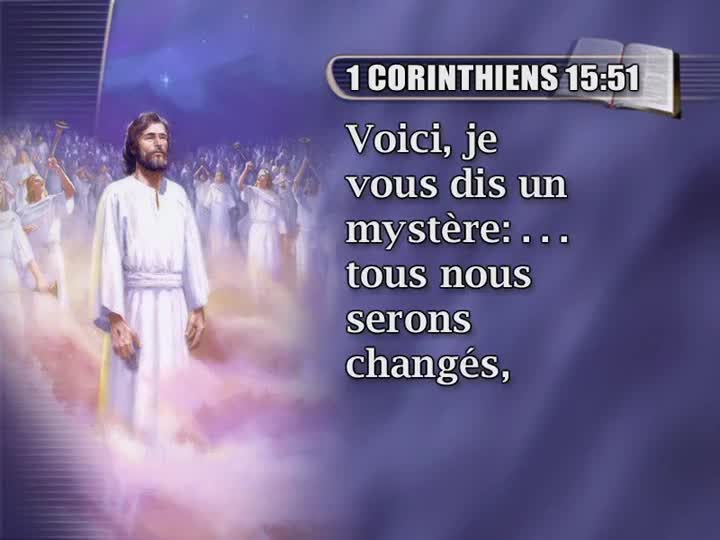 1 CORINTHIENS 15:51
Voici, je
vous dis un
mystère: . . .
tous nous
serons
changés,